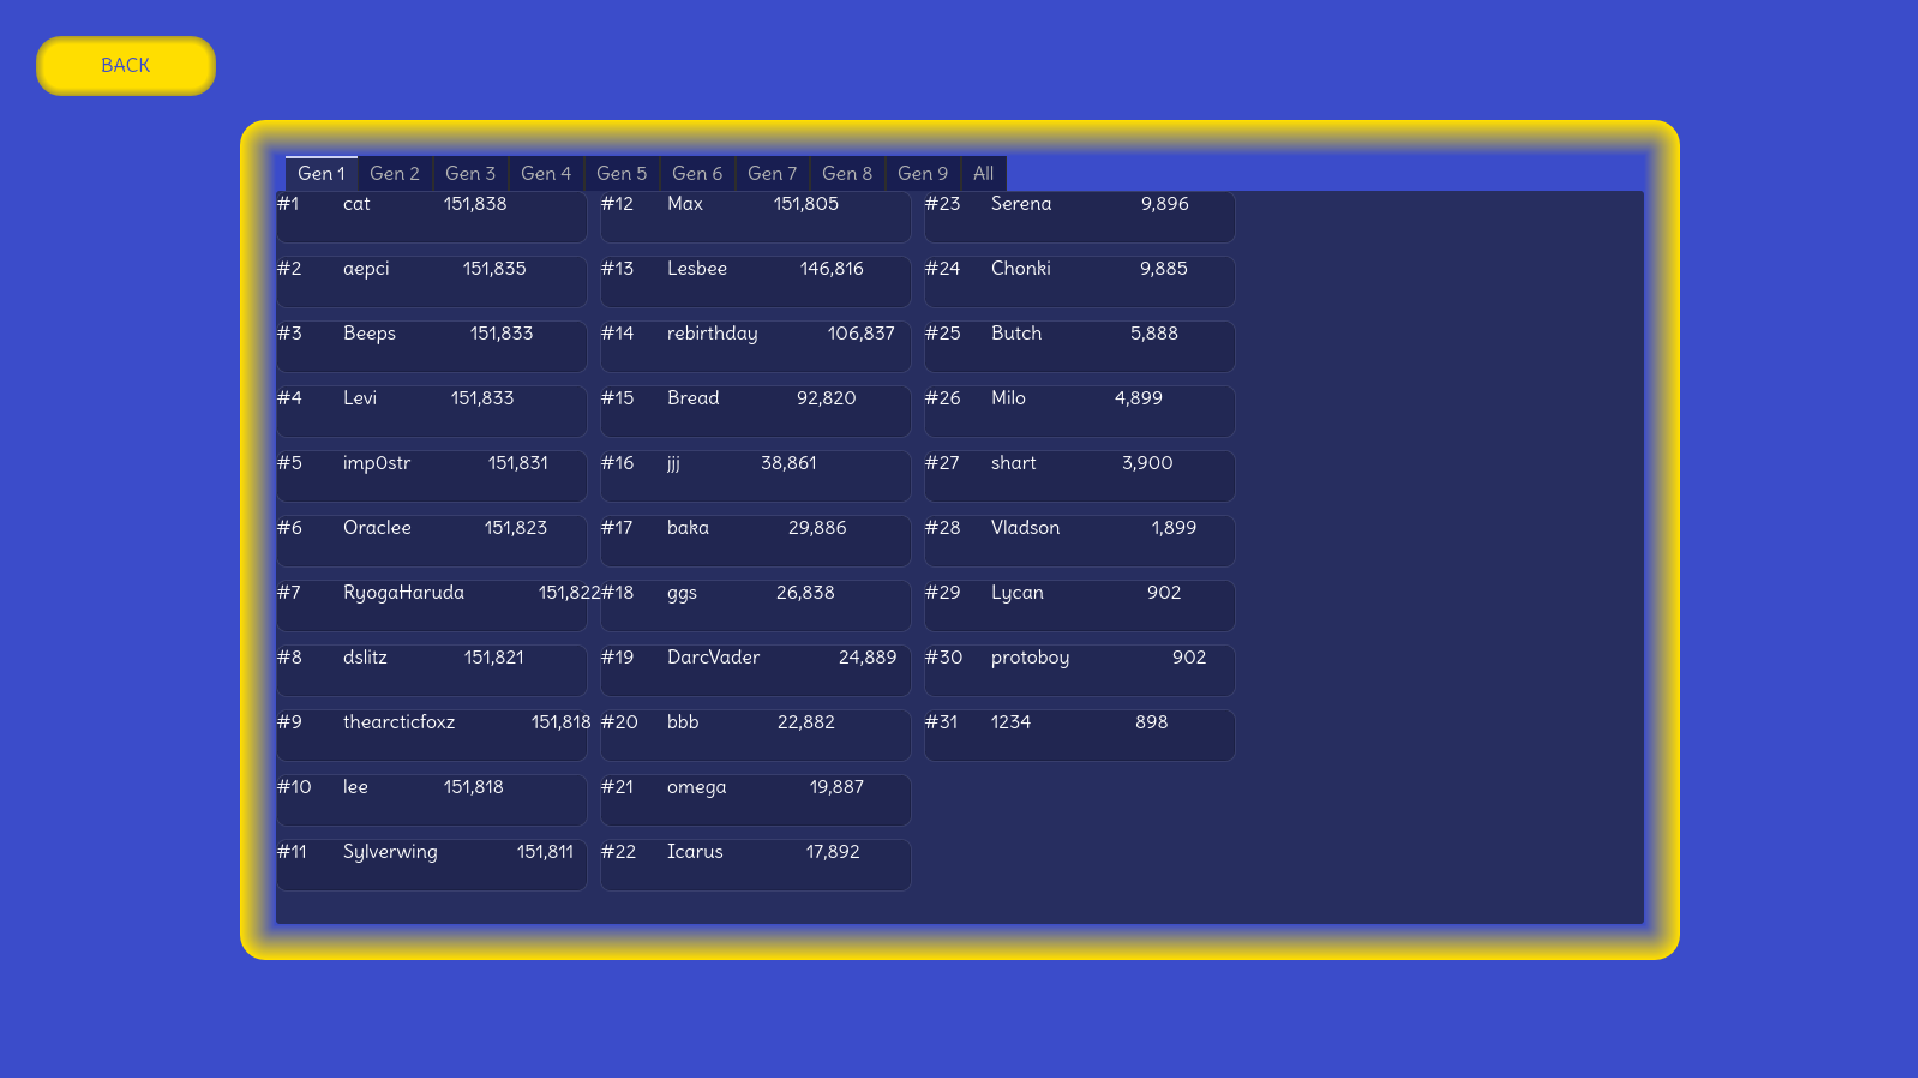 BACK
Gen 1 Gen 2 Gen 3 Gen 4 Gen 5 Gen 6 Gen 7 Gen 8 Gen 9 All
#1 cat 151,838
#2 aepci 151,835
#3 Beeps 151,833
#4 Levi 151,833
#5 imp0str 151,831
#6 Oraclee 151,823
#7 RyogaHaruda 151,822
#8 dslitz 151,821
#9 thearcticfoxz 151,818
#10 lee 151,818
#11 Sylverwing 151,811
#12 Max 151,805
#13 Lesbee 146,816
#14 rebirthday 106,837
#15 Bread 92,820
#16 jjj 38,861
#17 baka 29,886
#18 ggs 26,838
#19 DarcVader 24,889
#20 bbb 22,882
#21 omega 19,887
#22 Icarus 17,892
#23 Serena 9,896
#24 Chonki 9,885
#25 Butch 5,888
#26 Milo 4,899
#27 shart 3,900
#28 Vladson 1,899
#29 Lycan 902
#30 protoboy 902
#31 1234 898